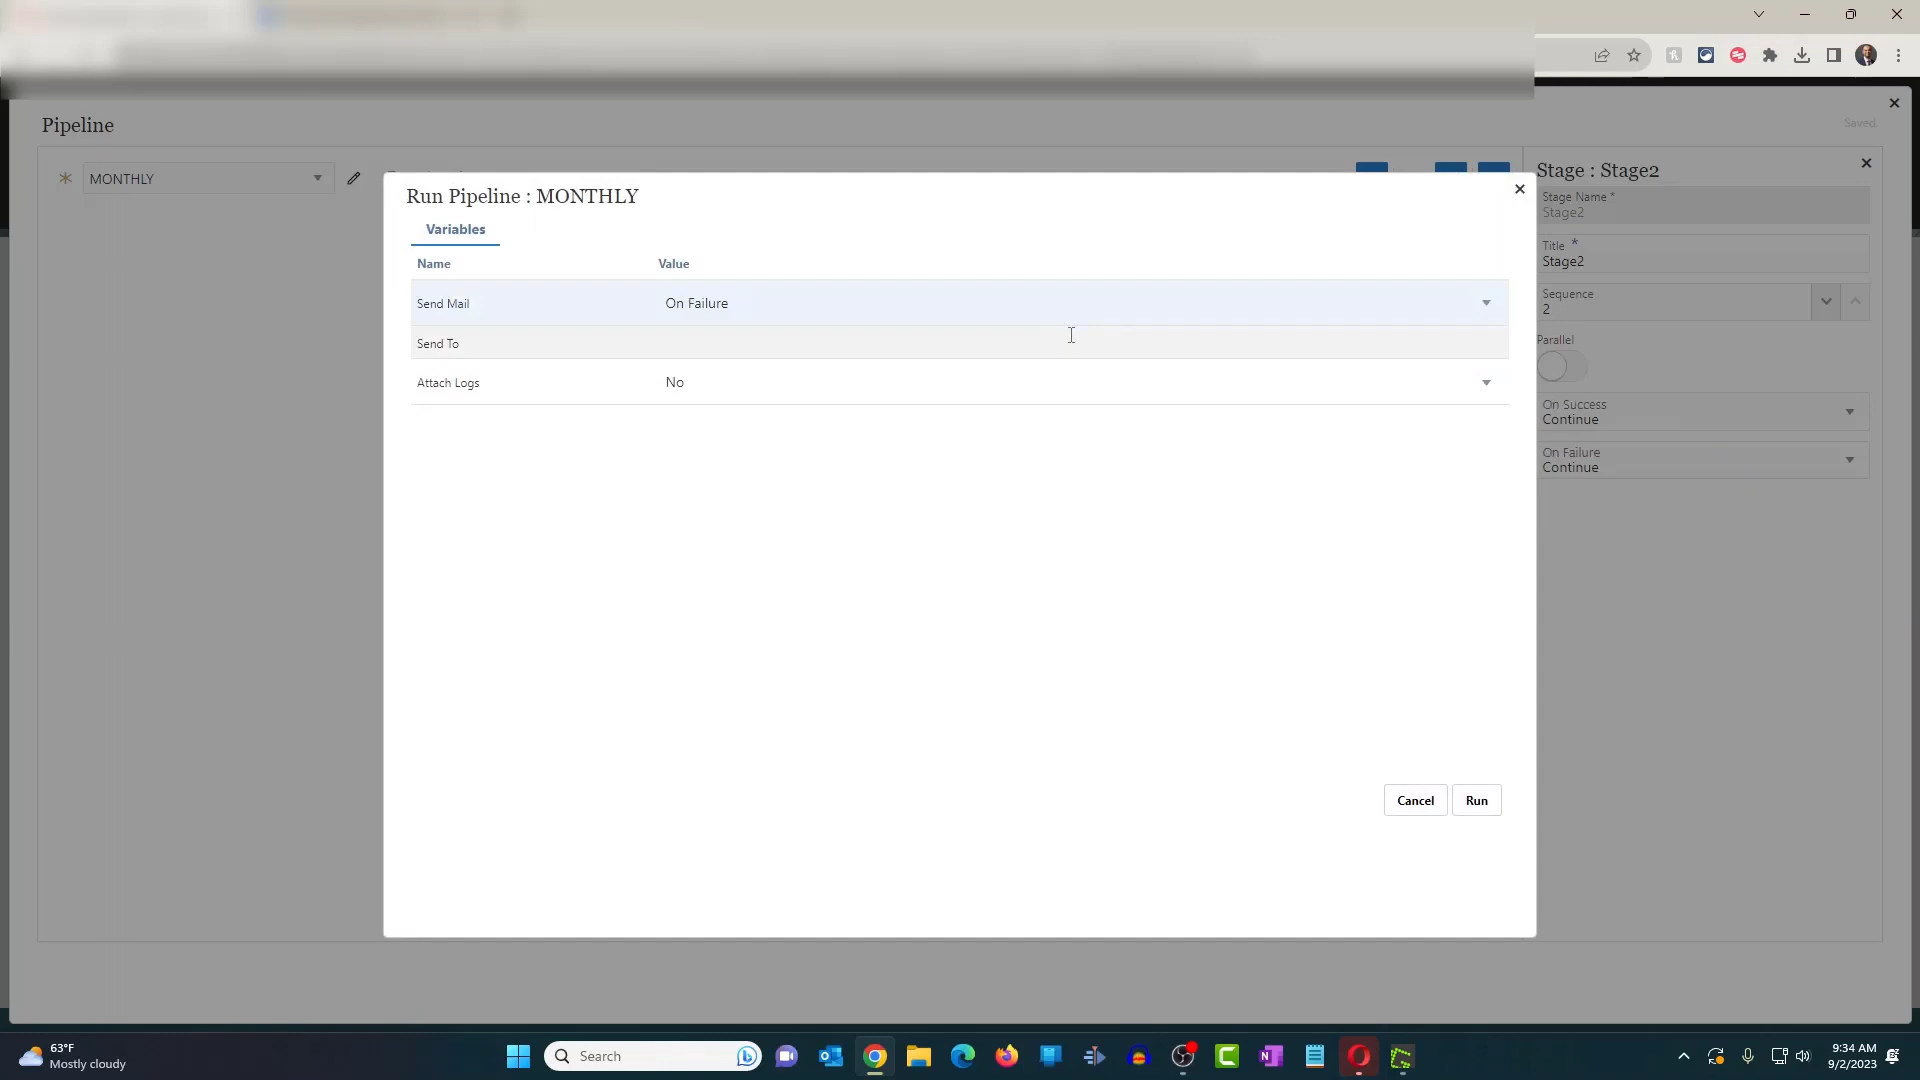 Pipeline
Saved
MONTHLY
Run Pipeline : MONTHLY
Variables
Name Value
Send Mail On Failure
Send To
Attach Logs No
Cancel Run
Stage : Stage2
Stage Name *
Stage2
Title *
Stage2
Sequence
2
Parallel
On Success
Continue
On Failure
Continue
63°F
Mostly cloudy
Search
9:34 AM
9/2/2023